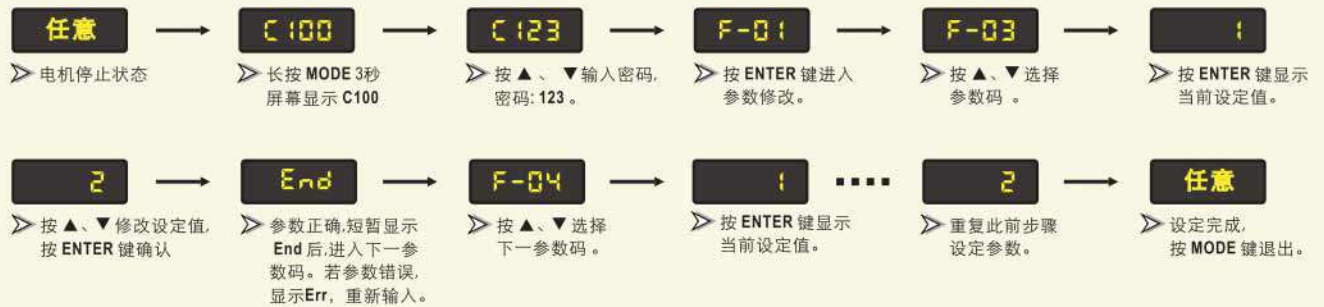 任意
C100
C123
F-01
F-03
1
电机停止状态
长按 MODE 3秒
屏幕显示 C100
按 ▲ 、 ▼输入密码,
密码: 123 。
按 ENTER 键进入
参数修改。
按 ▲、▼ 选择
参数码 。
按 ENTER 键显示
当前设定值。
2
End
F-04
1
2
任意
按 ▲、▼ 修改设定值,
按 ENTER 键确认
参数正确,短暂显示
End 后,进入下一参
数码。若参数错误,
显示Err，重新输入。
按 ▲、▼ 选择
下一参数码 。
按 ENTER 键显示
当前设定值。
重复此前步骤
设定参数。
设定完成,
按 MODE 键退出。